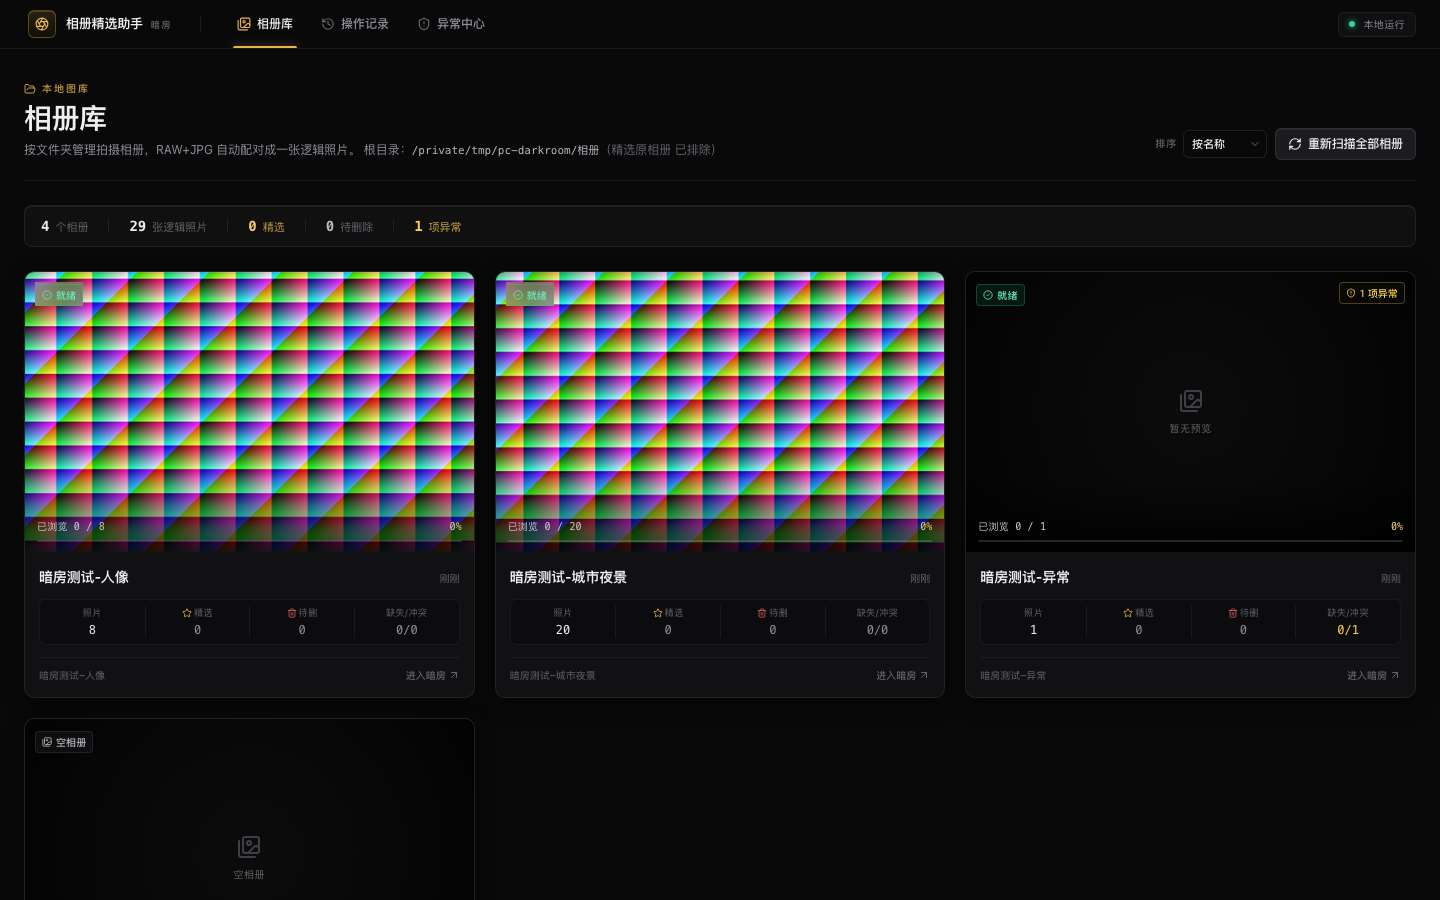 相册精选助手 暗房 相册库 操作记录 异常中心 本地运行
本地图库
相册库
按文件夹管理拍摄相册，RAW+JPG 自动配对成一张逻辑照片。 根目录：/private/tmp/pc-darkroom/相册（精选原相册 已排除）
排序 按名称 重新扫描全部相册
4 个相册 29 张逻辑照片 0 精选 0 待删除 1 项异常
就绪
已浏览 0 / 8 0%
暗房测试-人像 刚刚
照片 精选 待删 缺失/冲突
8 0 0 0/0
暗房测试-人像 进入暗房
就绪
已浏览 0 / 20 0%
暗房测试-城市夜景 刚刚
照片 精选 待删 缺失/冲突
20 0 0 0/0
暗房测试-城市夜景 进入暗房
就绪 1 项异常
暂无预览
已浏览 0 / 1 0%
暗房测试-异常 刚刚
照片 精选 待删 缺失/冲突
1 0 0 0/1
暗房测试-异常 进入暗房
空相册
空相册